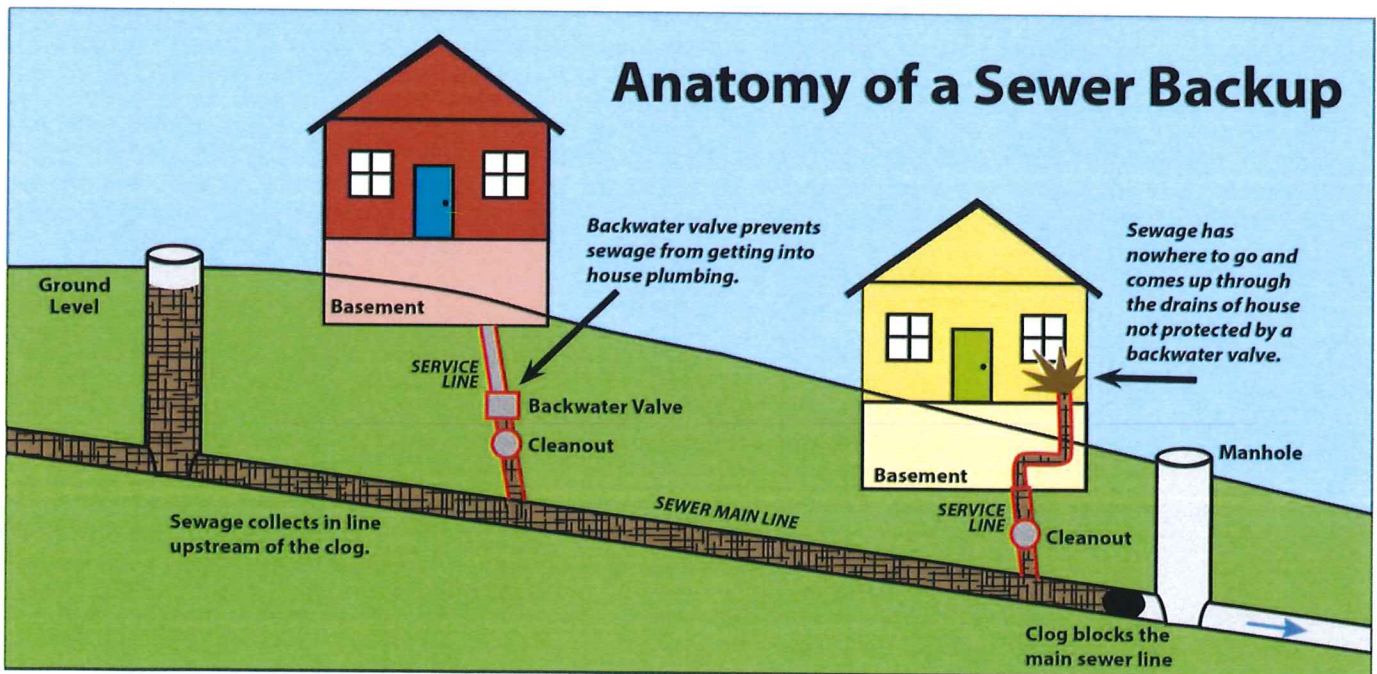 Anatomy of a Sewer Backup
Backwater valve prevents
sewage from getting into
house plumbing.
Sewage has
nowhere to go and
comes up through
the drains of house
not protected by a
backwater valve.
Ground
Level
Basement
SERVICE
LINE
Backwater Valve
Cleanout
Manhole
Basement
SERVICE
LINE
Cleanout
SEWER MAIN LINE
Sewage collects in line
upstream of the clog.
Clog blocks the
main sewer line